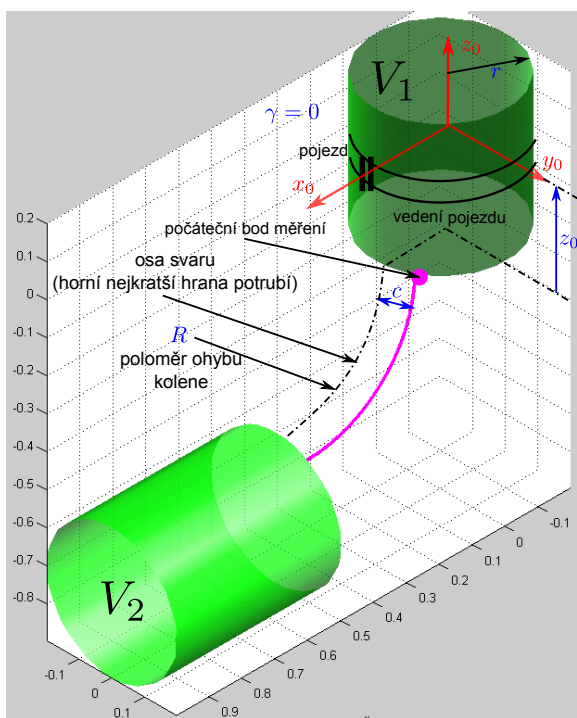 z₀
V₁
r
γ = 0
pojezd
y₀
x₀
vedení pojezdu
počáteční bod měření
z₀
osa svaru
(horní nejkratší hrana potrubí)
c
R
poloměr ohybu
kolene
V₂
0.2
0.1
0
-0.1
-0.2
-0.3
-0.4
-0.5
-0.6
-0.7
-0.8
-0.1
0
0.1
0.9
0.8
0.7
0.6
0.5
0.4
0.3
0.2
0.1
0
-0.1